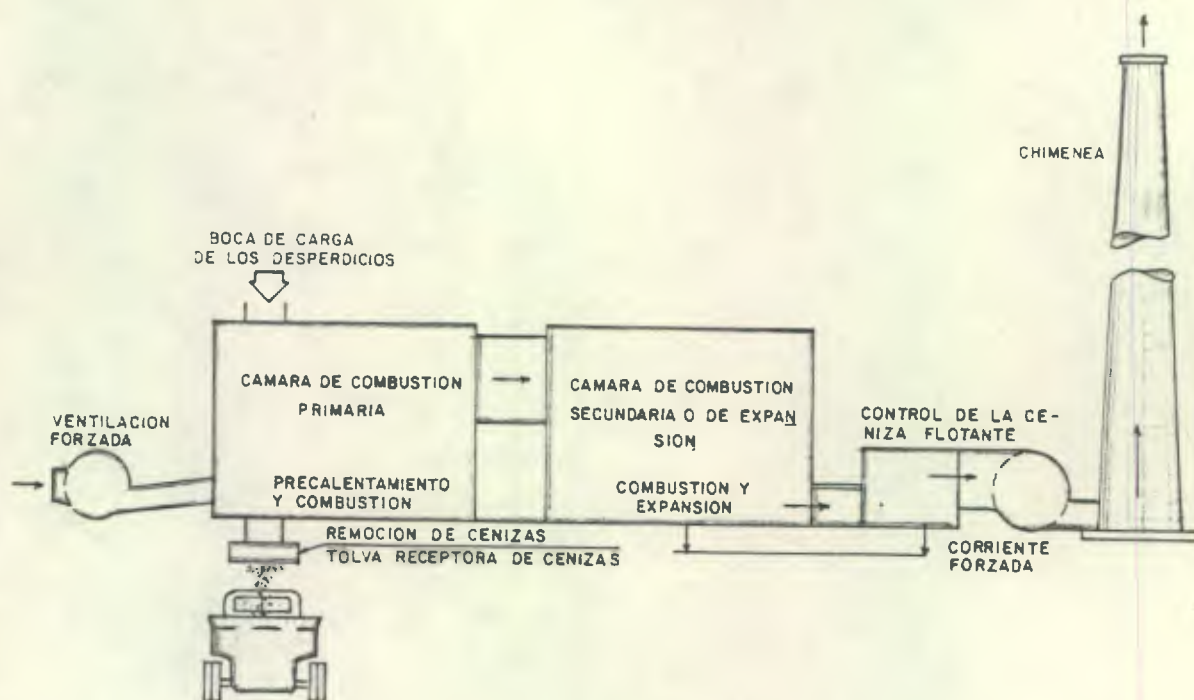 CHIMENEA
BOCA DE CARGA
DE LOS DESPERDICIOS
CAMARA DE COMBUSTION
PRIMARIA
CAMARA DE COMBUSTION
SECUNDARIA O DE EXPAN
SION
VENTILACION
FORZADA
CONTROL DE LA CE-
NIZA FLOTANTE
PRECALENTAMIENTO
Y COMBUSTION
COMBUSTION Y
EXPANSION
REMOCION DE CENIZAS
TOLVA RECEPTORA DE CENIZAS
CORRIENTE
FORZADA